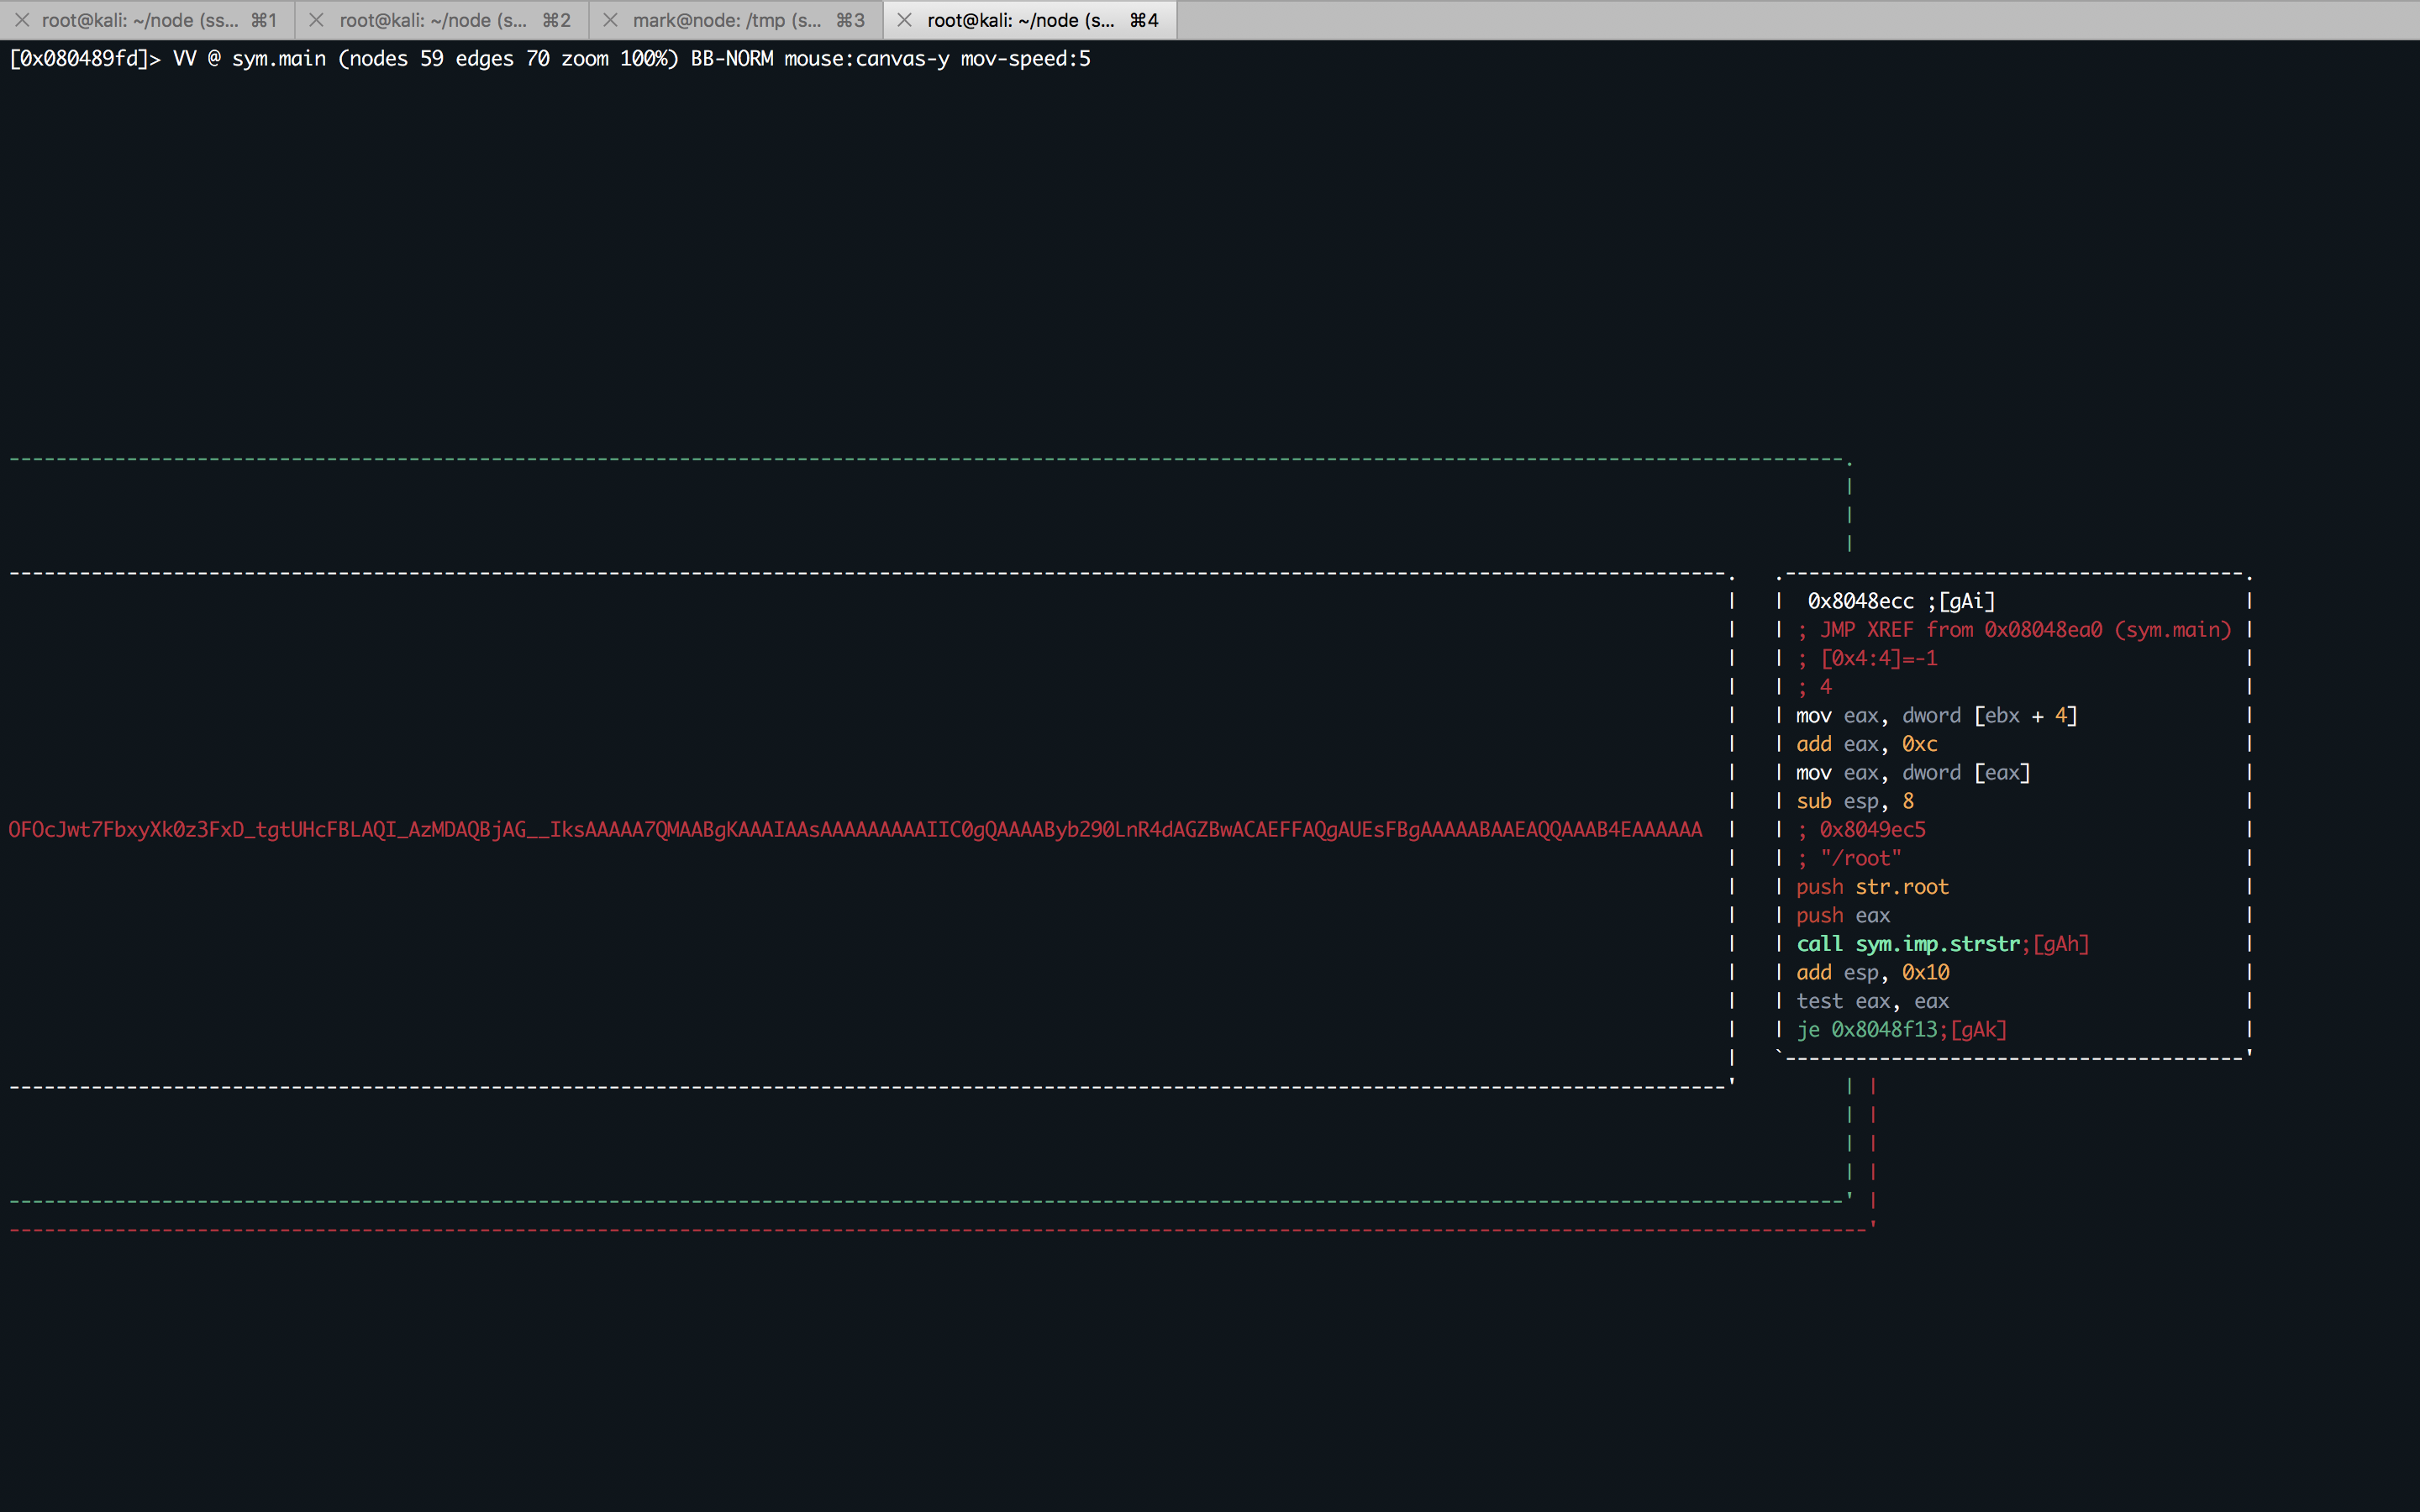 root@kali: ~/node (ss... ⌘1 root@kali: ~/node (s... ⌘2 mark@node: /tmp (s... ⌘3 root@kali: ~/node (s... ⌘4
[0x080489fd]> VV @ sym.main (nodes 59 edges 70 zoom 100%) BB-NORM mouse:canvas-y mov-speed:5
0x8048ecc ;[gAi]
; JMP XREF from 0x08048ea0 (sym.main)
; [0x4:4]=-1
; 4
mov eax, dword [ebx + 4]
add eax, 0xc
mov eax, dword [eax]
sub esp, 8
OFOcJwt7FbxyXk0z3FxD_tgtUHcFBLAQI_AzMDAQBjAG__IksAAAAA7QMAABgKAAAIAAsAAAAAAAAAIIC0gQAAAAByb290LnR4dAGZBwACAEFFAQgAUEsFBgAAAAABAAEAQQAAAB4EAAAAAA ; 0x8049ec5
; "/root"
push str.root
push eax
call sym.imp.strstr;[gAh]
add esp, 0x10
test eax, eax
je 0x8048f13;[gAk]